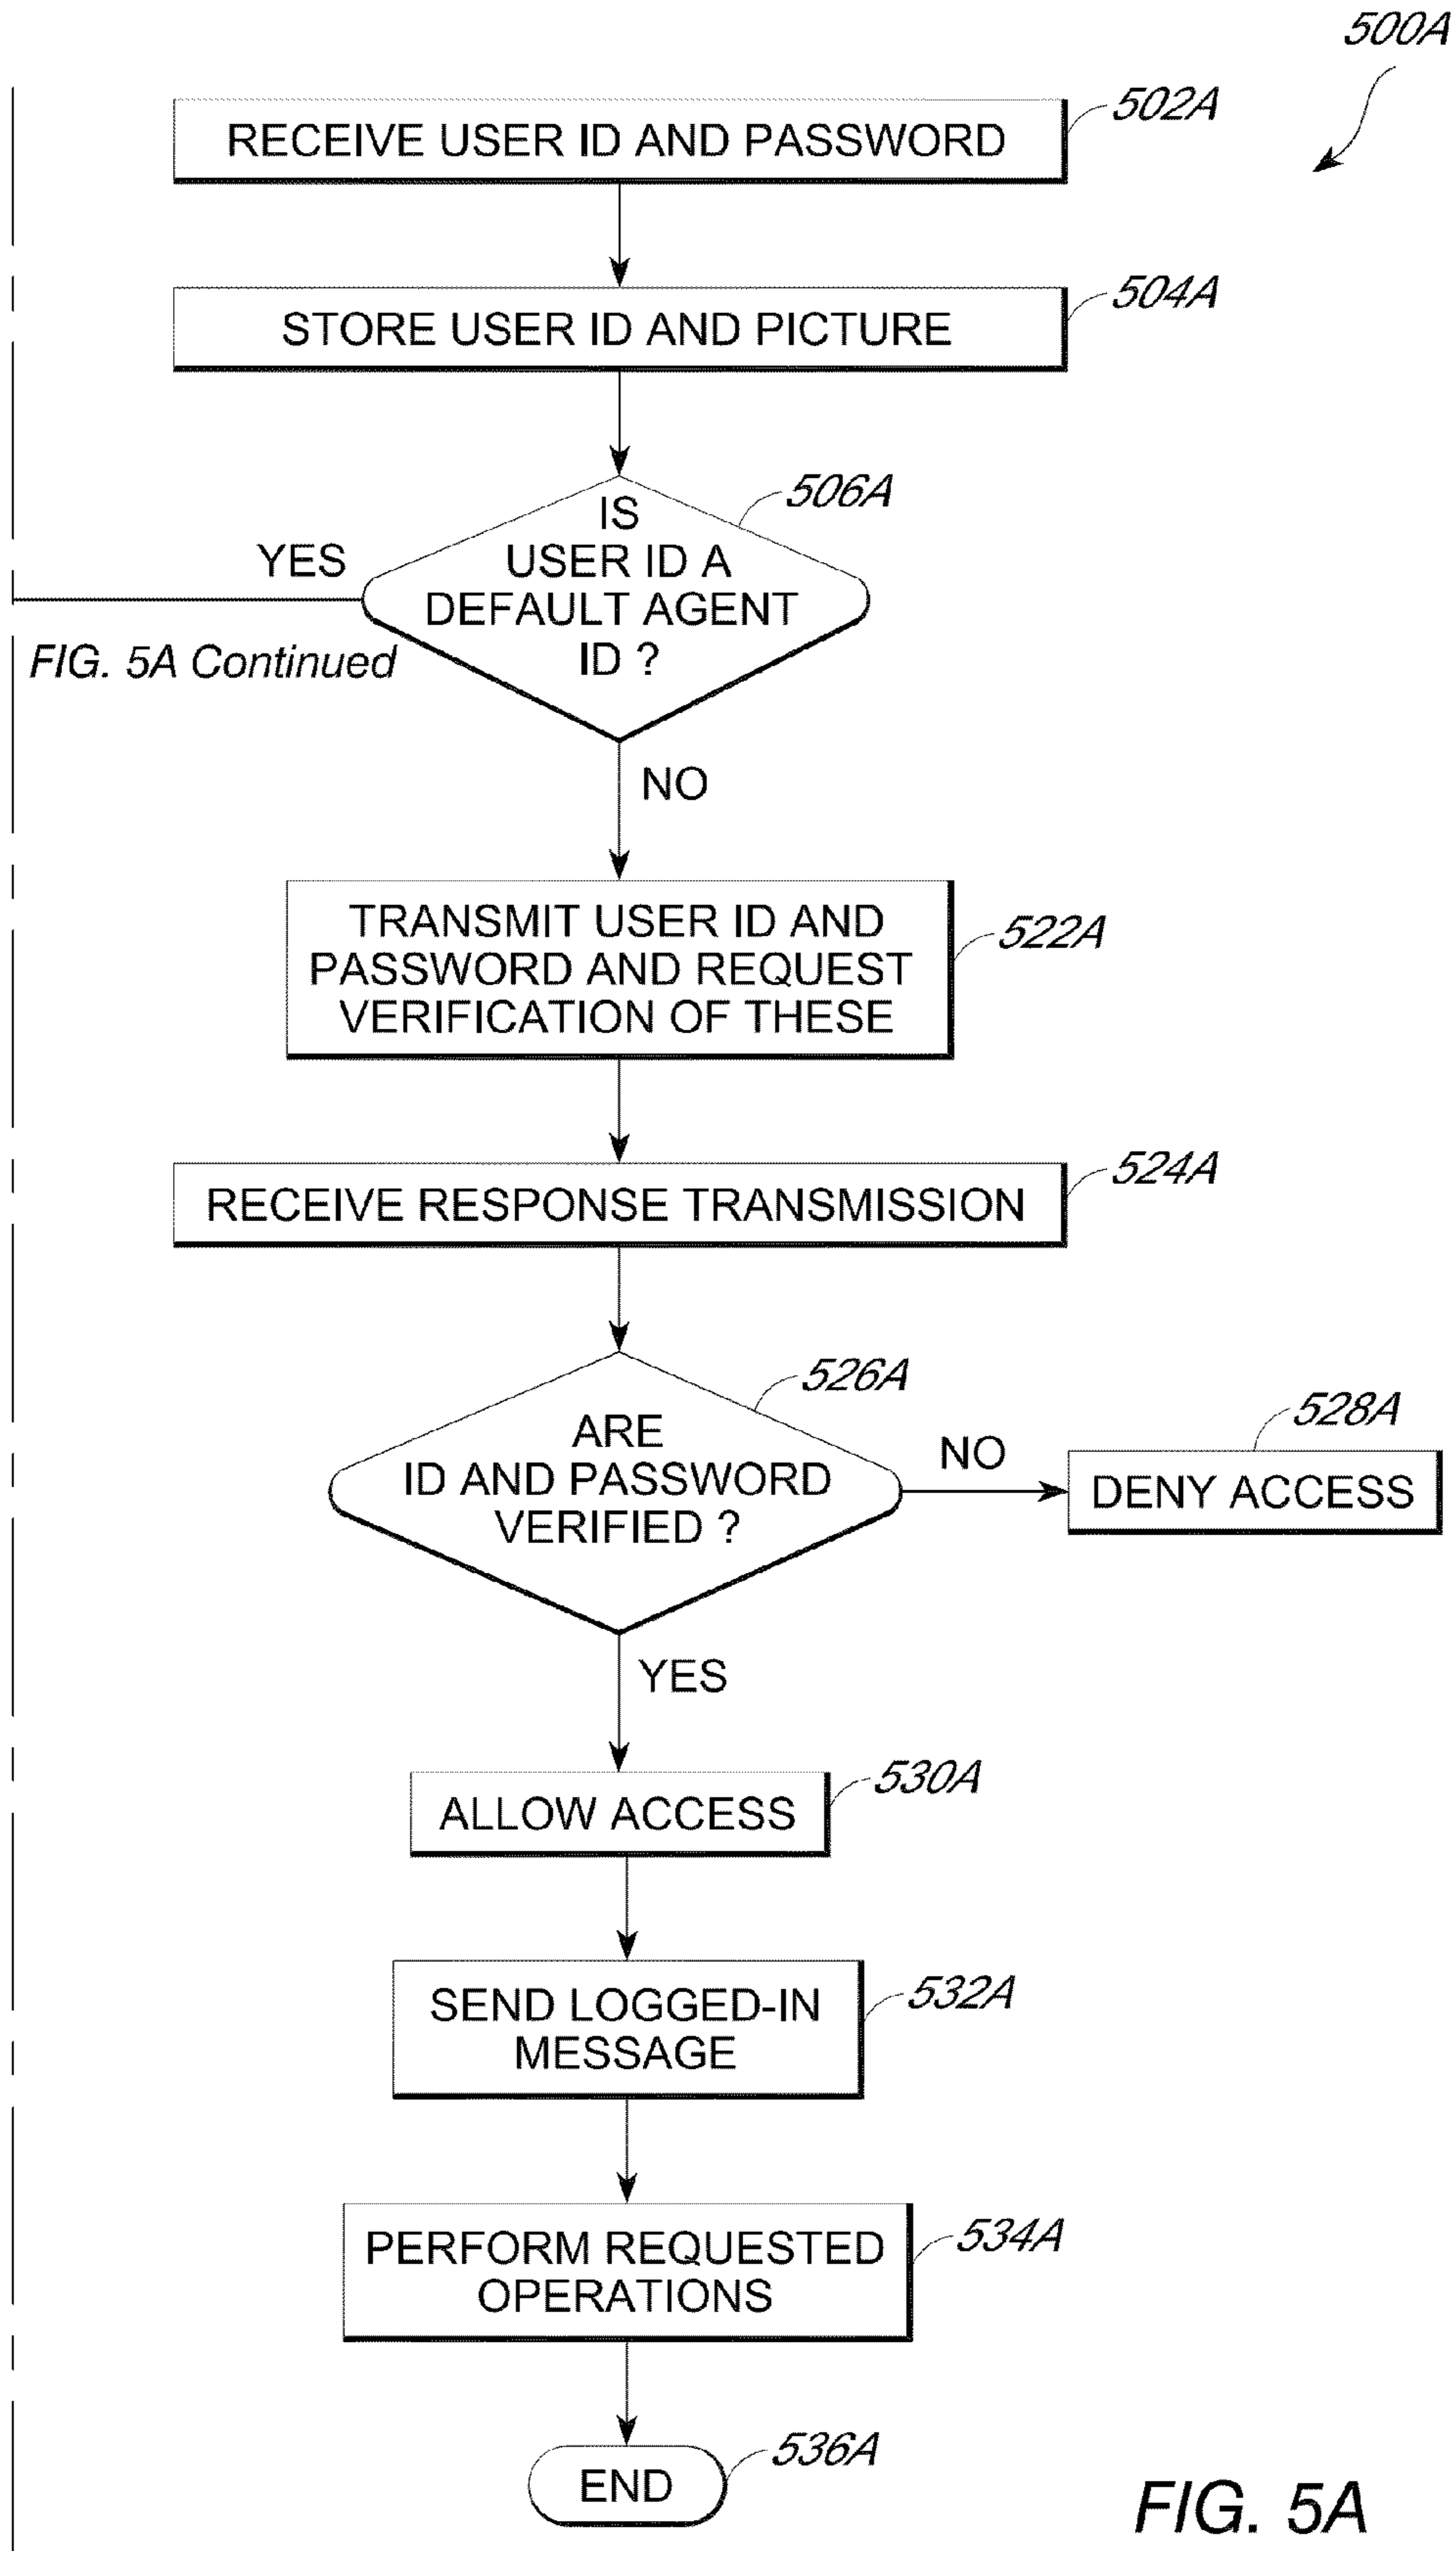 500A
502A
RECEIVE USER ID AND PASSWORD
504A
STORE USER ID AND PICTURE
506A
IS
USER ID A
DEFAULT AGENT
ID ?
YES
FIG. 5A Continued
NO
522A
TRANSMIT USER ID AND
PASSWORD AND REQUEST
VERIFICATION OF THESE
524A
RECEIVE RESPONSE TRANSMISSION
526A
ARE
ID AND PASSWORD
VERIFIED ?
NO
528A
DENY ACCESS
YES
530A
ALLOW ACCESS
532A
SEND LOGGED-IN
MESSAGE
534A
PERFORM REQUESTED
OPERATIONS
536A
END
FIG. 5A